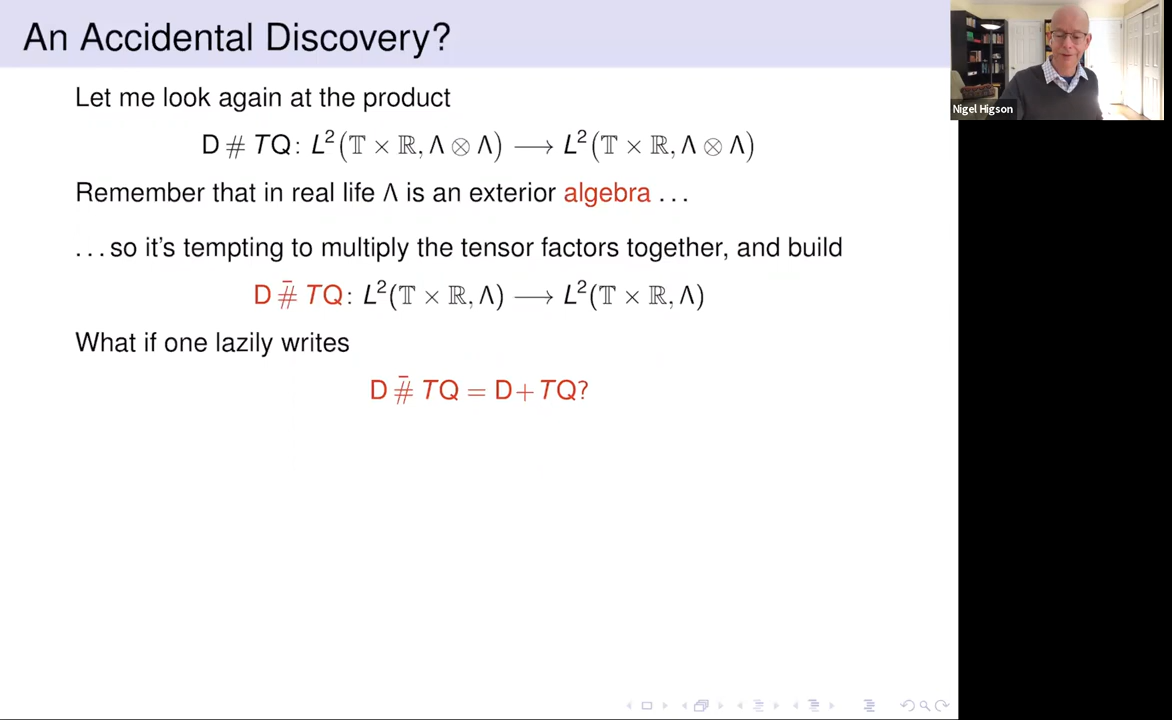 An Accidental Discovery?
Let me look again at the product
D # TQ: L²(𝕋 × ℝ, Λ ⊗ Λ) ⟶ L²(𝕋 × ℝ, Λ ⊗ Λ)
Remember that in real life Λ is an exterior algebra . . .
. . . so it's tempting to multiply the tensor factors together, and build
D #̄ TQ: L²(𝕋 × ℝ, Λ) ⟶ L²(𝕋 × ℝ, Λ)
What if one lazily writes
D #̄ TQ = D + TQ?
Nigel Higson